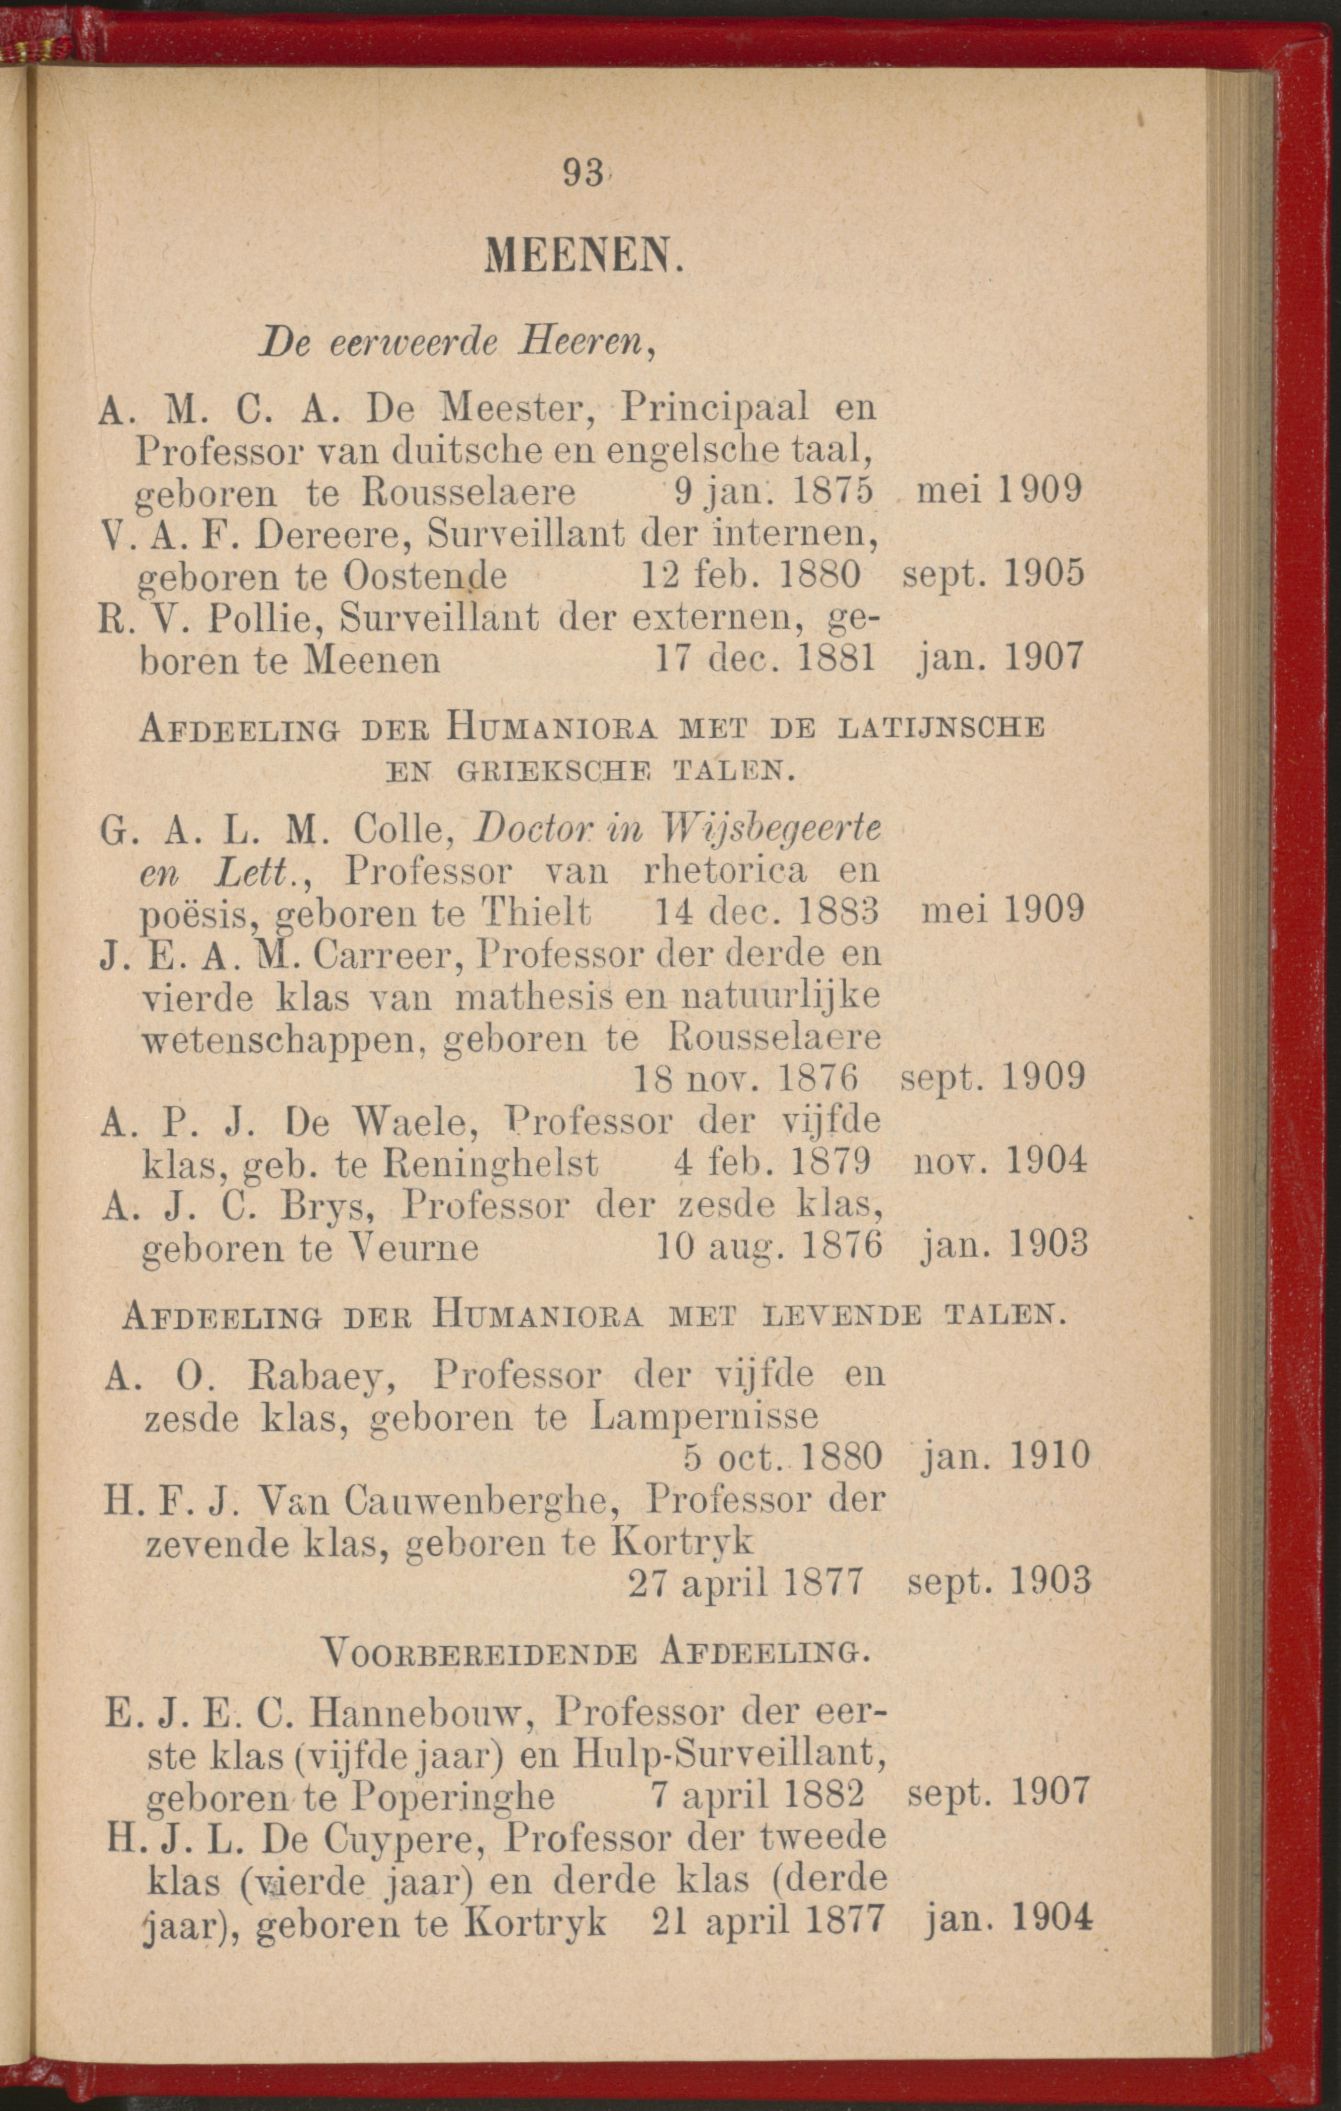 93
MEENEN.
De eerweerde Heeren,
A. M. C. A. De Meester, Principaal en
Professor van duitsche en engelsche taal,
geboren te Rousselaere 9 jan. 1875 mei 1909
V. A. F. Dereere, Surveillant der internen,
geboren te Oostende 12 feb. 1880 sept. 1905
R. V. Pollie, Surveillant der externen, ge-
boren te Meenen 17 dec. 1881 jan. 1907
AFDEELING DER HUMANIORA MET DE LATIJNSCHE
EN GRIEKSCHE TALEN.
G. A. L. M. Colle, Doctor in Wijsbegeerte
en Lett., Professor van rhetorica en
poësis, geboren te Thielt 14 dec. 1883 mei 1909
J. E. A. M. Carreer, Professor der derde en
vierde klas van mathesis en natuurlijke
wetenschappen, geboren te Rousselaere
18 nov. 1876 sept. 1909
A. P. J. De Waele, Professor der vijfde
klas, geb. te Reninghelst 4 feb. 1879 nov. 1904
A. J. C. Brys, Professor der zesde klas,
geboren te Veurne 10 aug. 1876 jan. 1903
AFDEELING DER HUMANIORA MET LEVENDE TALEN.
A. O. Rabaey, Professor der vijfde en
zesde klas, geboren te Lampernisse
5 oct. 1880 jan. 1910
H. F. J. Van Cauwenberghe, Professor der
zevende klas, geboren te Kortryk
27 april 1877 sept. 1903
VOORBEREIDENDE AFDEELING.
E. J. E. C. Hannebouw, Professor der eer-
ste klas (vijfde jaar) en Hulp-Surveillant,
geboren te Poperinghe 7 april 1882 sept. 1907
H. J. L. De Cuypere, Professor der tweede
klas (vierde jaar) en derde klas (derde
jaar), geboren te Kortryk 21 april 1877 jan. 1904